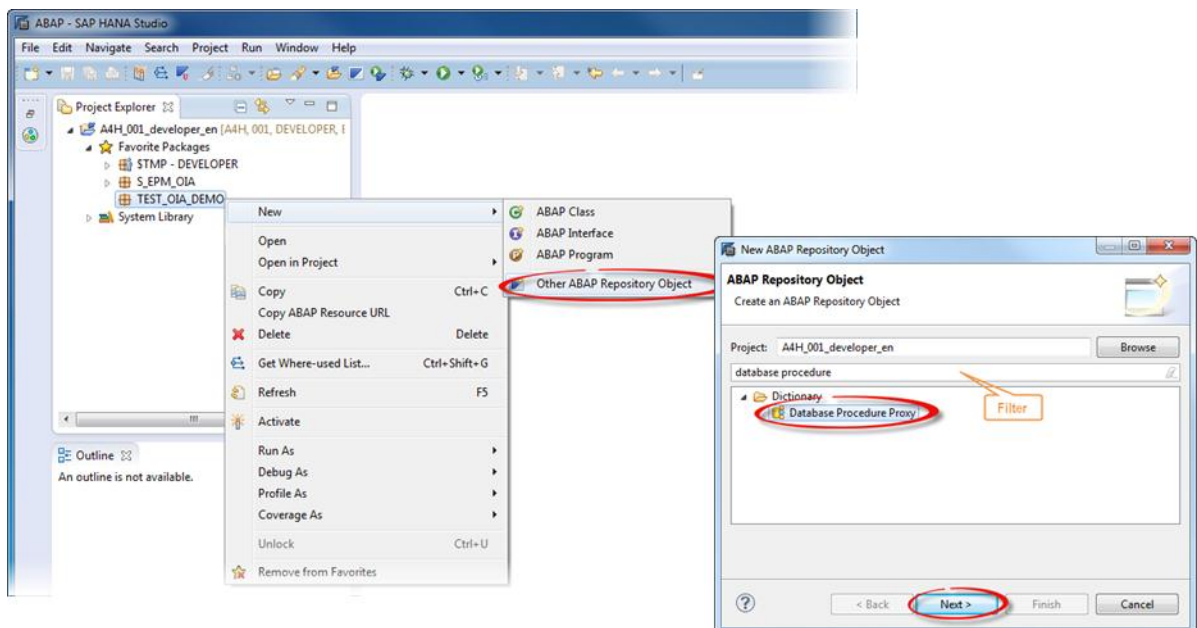 ABAP - SAP HANA Studio
File Edit Navigate Search Project Run Window Help
Project Explorer
A4H_001_developer_en [A4H, 001, DEVELOPER, E
Favorite Packages
$TMP - DEVELOPER
S_EPM_OIA
TEST_OIA_DEMO
System Library
Outline
An outline is not available.
New
Open
Open in Project
Copy Ctrl+C
Copy ABAP Resource URL
Delete Delete
Get Where-used List... Ctrl+Shift+G
Refresh F5
Activate
Run As
Debug As
Profile As
Coverage As
Unlock Ctrl+U
Remove from Favorites
ABAP Class
ABAP Interface
ABAP Program
Other ABAP Repository Object
New ABAP Repository Object
ABAP Repository Object
Create an ABAP Repository Object
Project: A4H_001_developer_en Browse
database procedure
Dictionary
Database Procedure Proxy
Filter
< Back Next > Finish Cancel